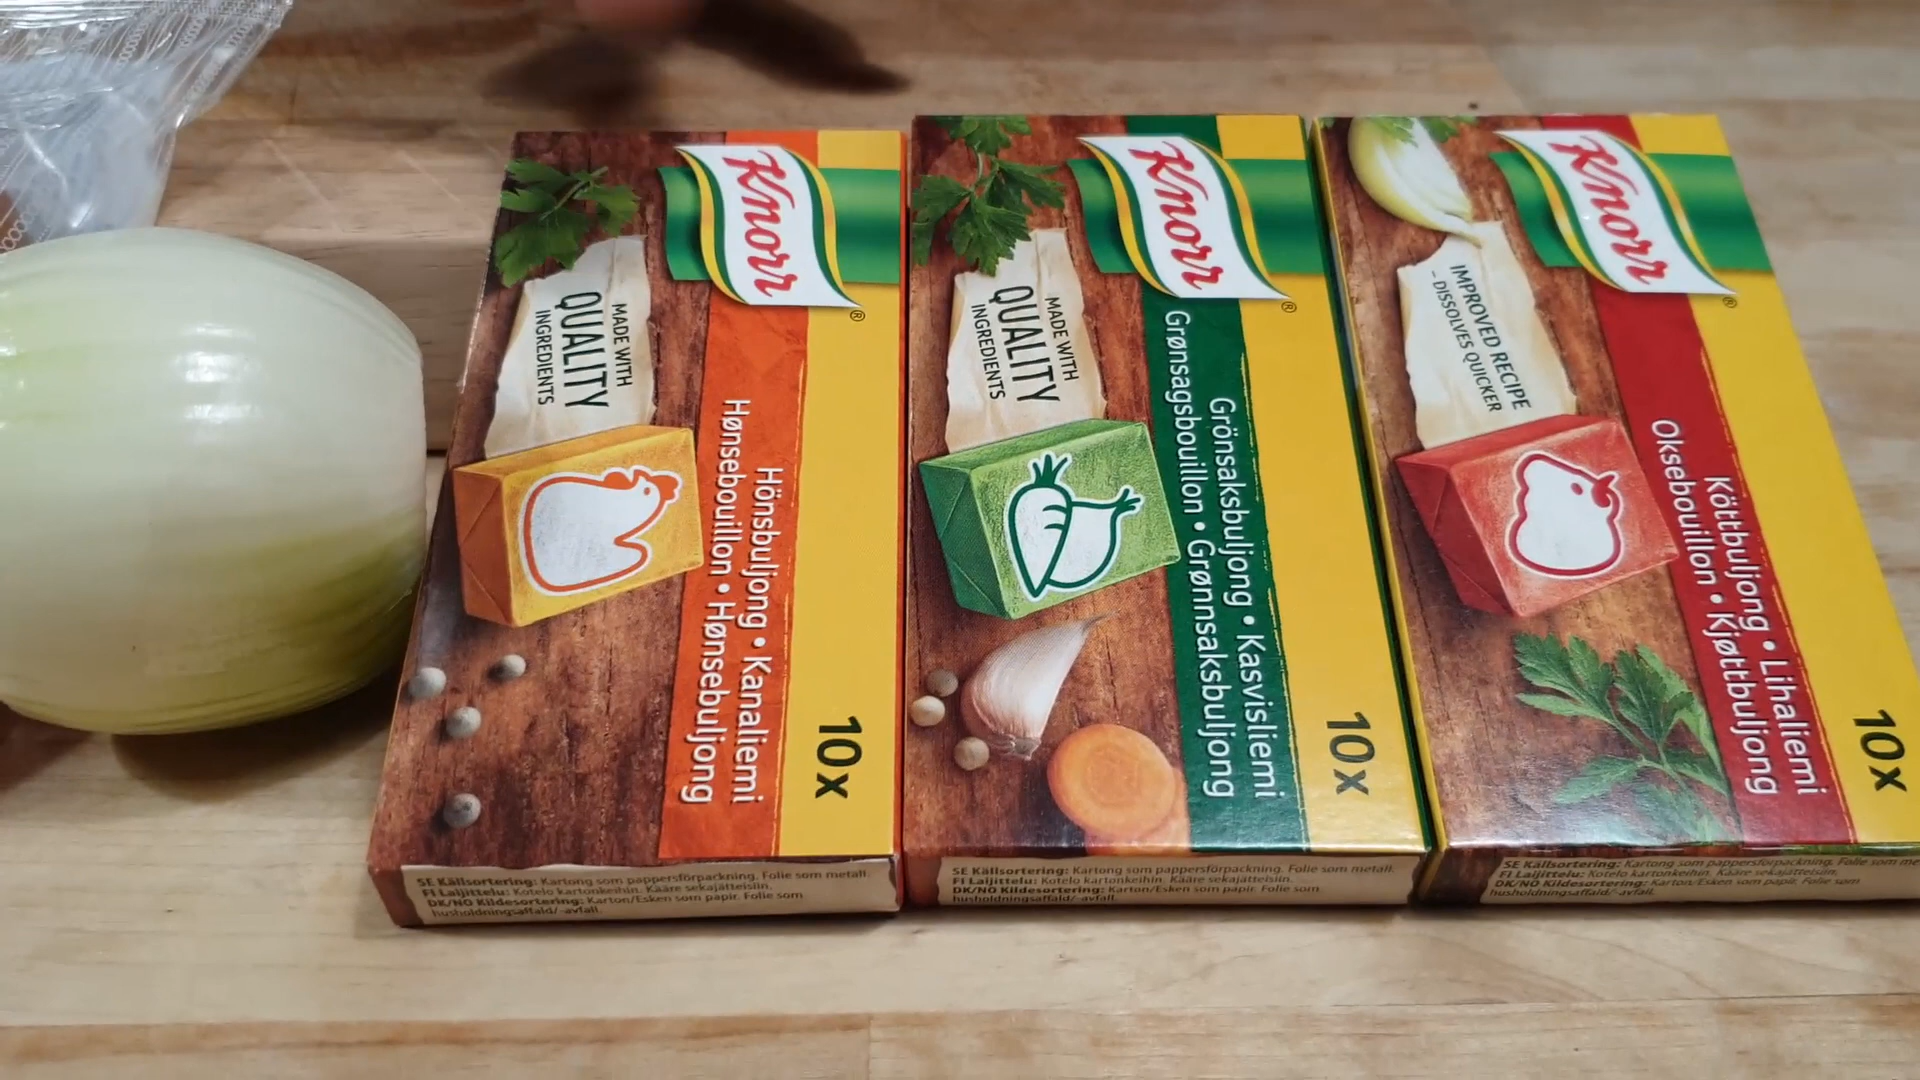 Knorr
MADE WITH
QUALITY
INGREDIENTS
Hönsbuljong • Kanaliemi
Hønsebouillon • Hønsebuljong
10x
SE Källsortering: Kartong som pappersförpackning. Folie som metall.
FI Lajittelu: Kotelo kartonkeihin. Kääre sekajätteisiin.
DK/NO Kildesortering: Karton/Esken som papir. Folie som
husholdningsaffald/-avfall.
Knorr
®
MADE WITH
QUALITY
INGREDIENTS
Grönsaksbuljong • Kasvisliemi
Grønsagsbouillon • Grønnsaksbuljong
10x
SE Källsortering: Kartong som pappersförpackning. Folie som metall.
FI Lajittelu: Kotelo kartonkeihin. Kääre sekajätteisiin.
DK/NO Kildesortering: Karton/Esken som papir. Folie som
husholdningsaffald/-avfall.
Knorr
®
IMPROVED RECIPE
- DISSOLVES QUICKER
Köttbuljong • Lihaliemi
Oksebouillon • Kjøttbuljong
10x
SE Källsortering: Kartong som pappersförpackning. Folie som me
FI Lajittelu: Kotelo kartonkeihin. Kääre sekajätteisiin.
DK/NO Kildesortering: Karton/Esken som papir. Folie som
husholdningsaffald/-avfall.